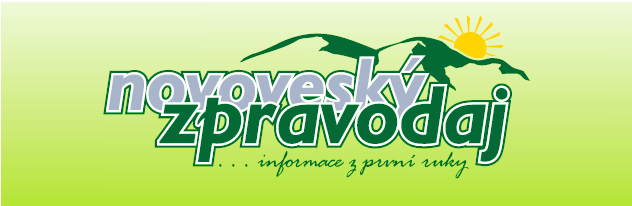 novoveský
zpravodaj
... informace z první ruky